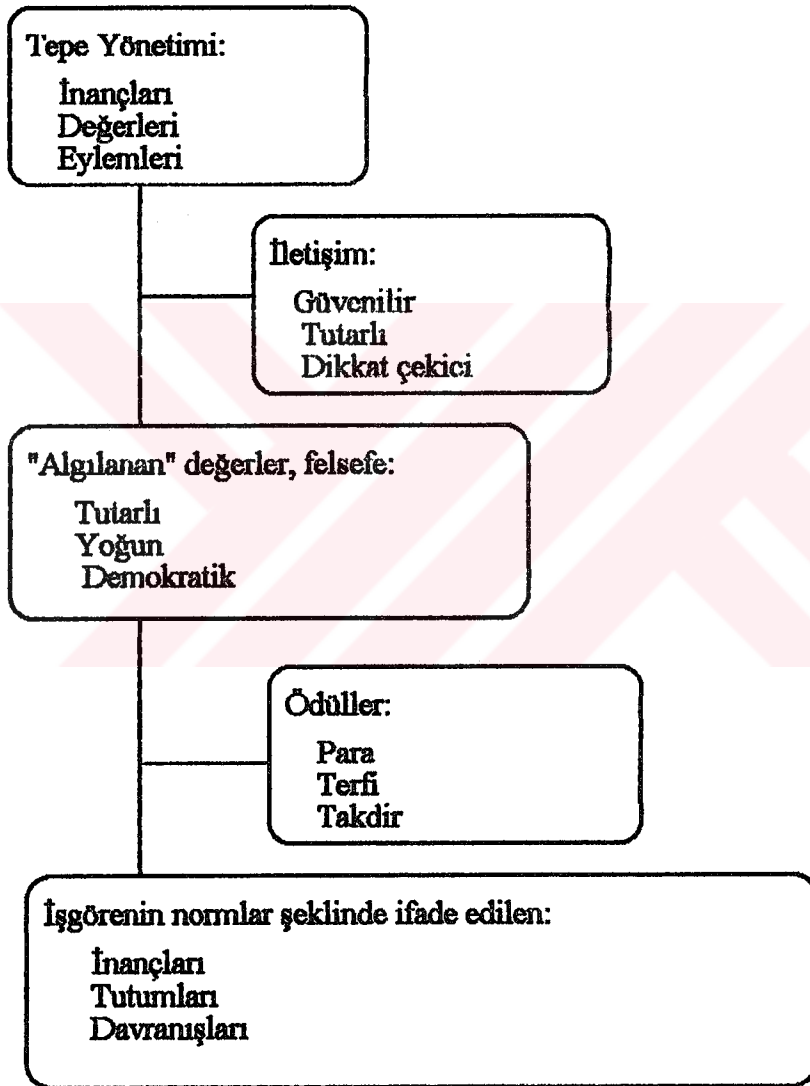 Tepe Yönetimi:
İnançları
Değerleri
Eylemleri
İletişim:
Güvenilir
Tutarlı
Dikkat çekici
"Algılanan" değerler, felsefe:
Tutarlı
Yoğun
Demokratik
Ödüller:
Para
Terfi
Takdir
İşgörenin normlar şeklinde ifade edilen:
İnançları
Tutumları
Davranışları